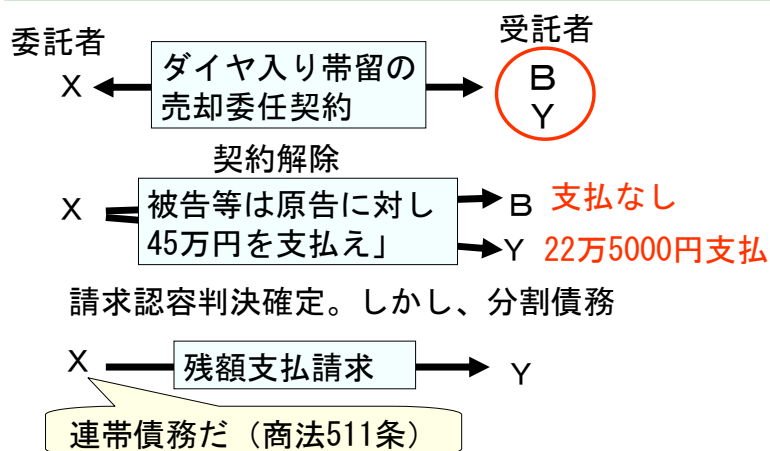 委託者
受託者
X
ダイヤ入り帯留の
売却委任契約
B
Y
契約解除
X
被告等は原告に対し
45万円を支払え」
B 支払なし
Y 22万5000円支払
請求認容判決確定。しかし、分割債務
X
残額支払請求
Y
連帯債務だ（商法511条）